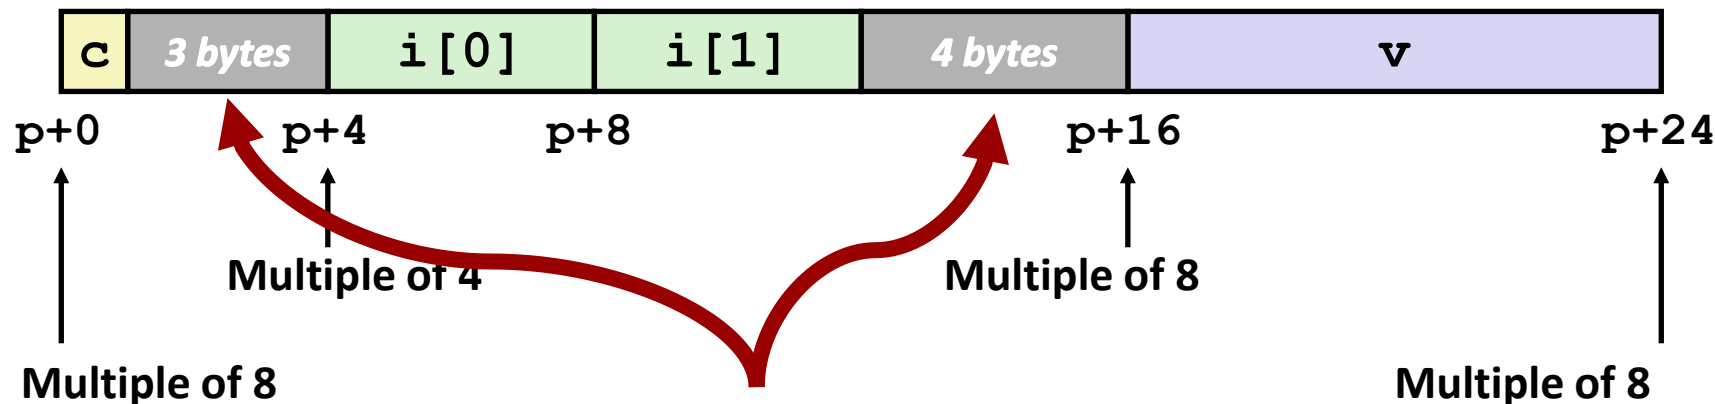 c 3 bytes i[0] i[1] 4 bytes v
p+0 p+4 p+8 p+16 p+24
Multiple of 4 Multiple of 8
Multiple of 8 Multiple of 8